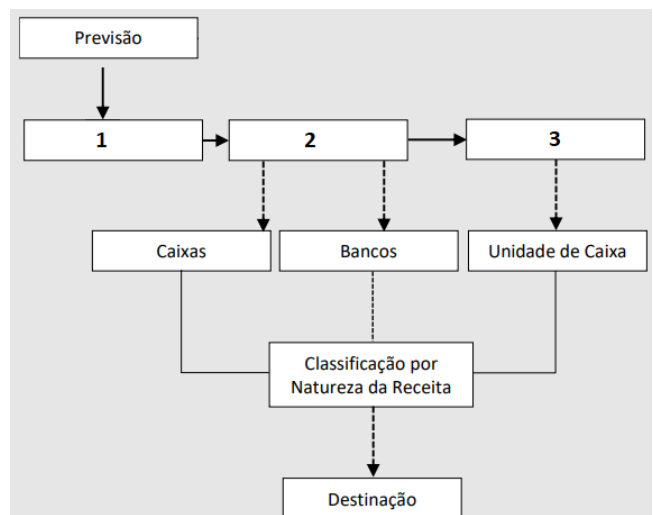 Previsão
1
2
3
Caixas
Bancos
Unidade de Caixa
Classificação por
Natureza da Receita
Destinação